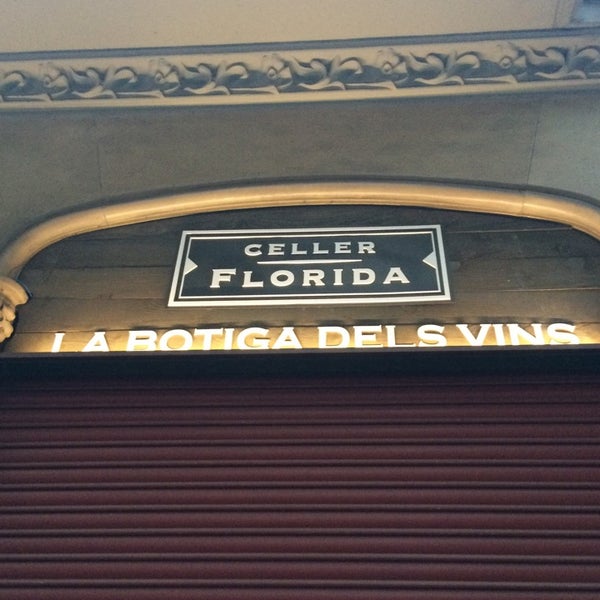 CELLER
FLORIDA
LA BOTIGA DELS VINS